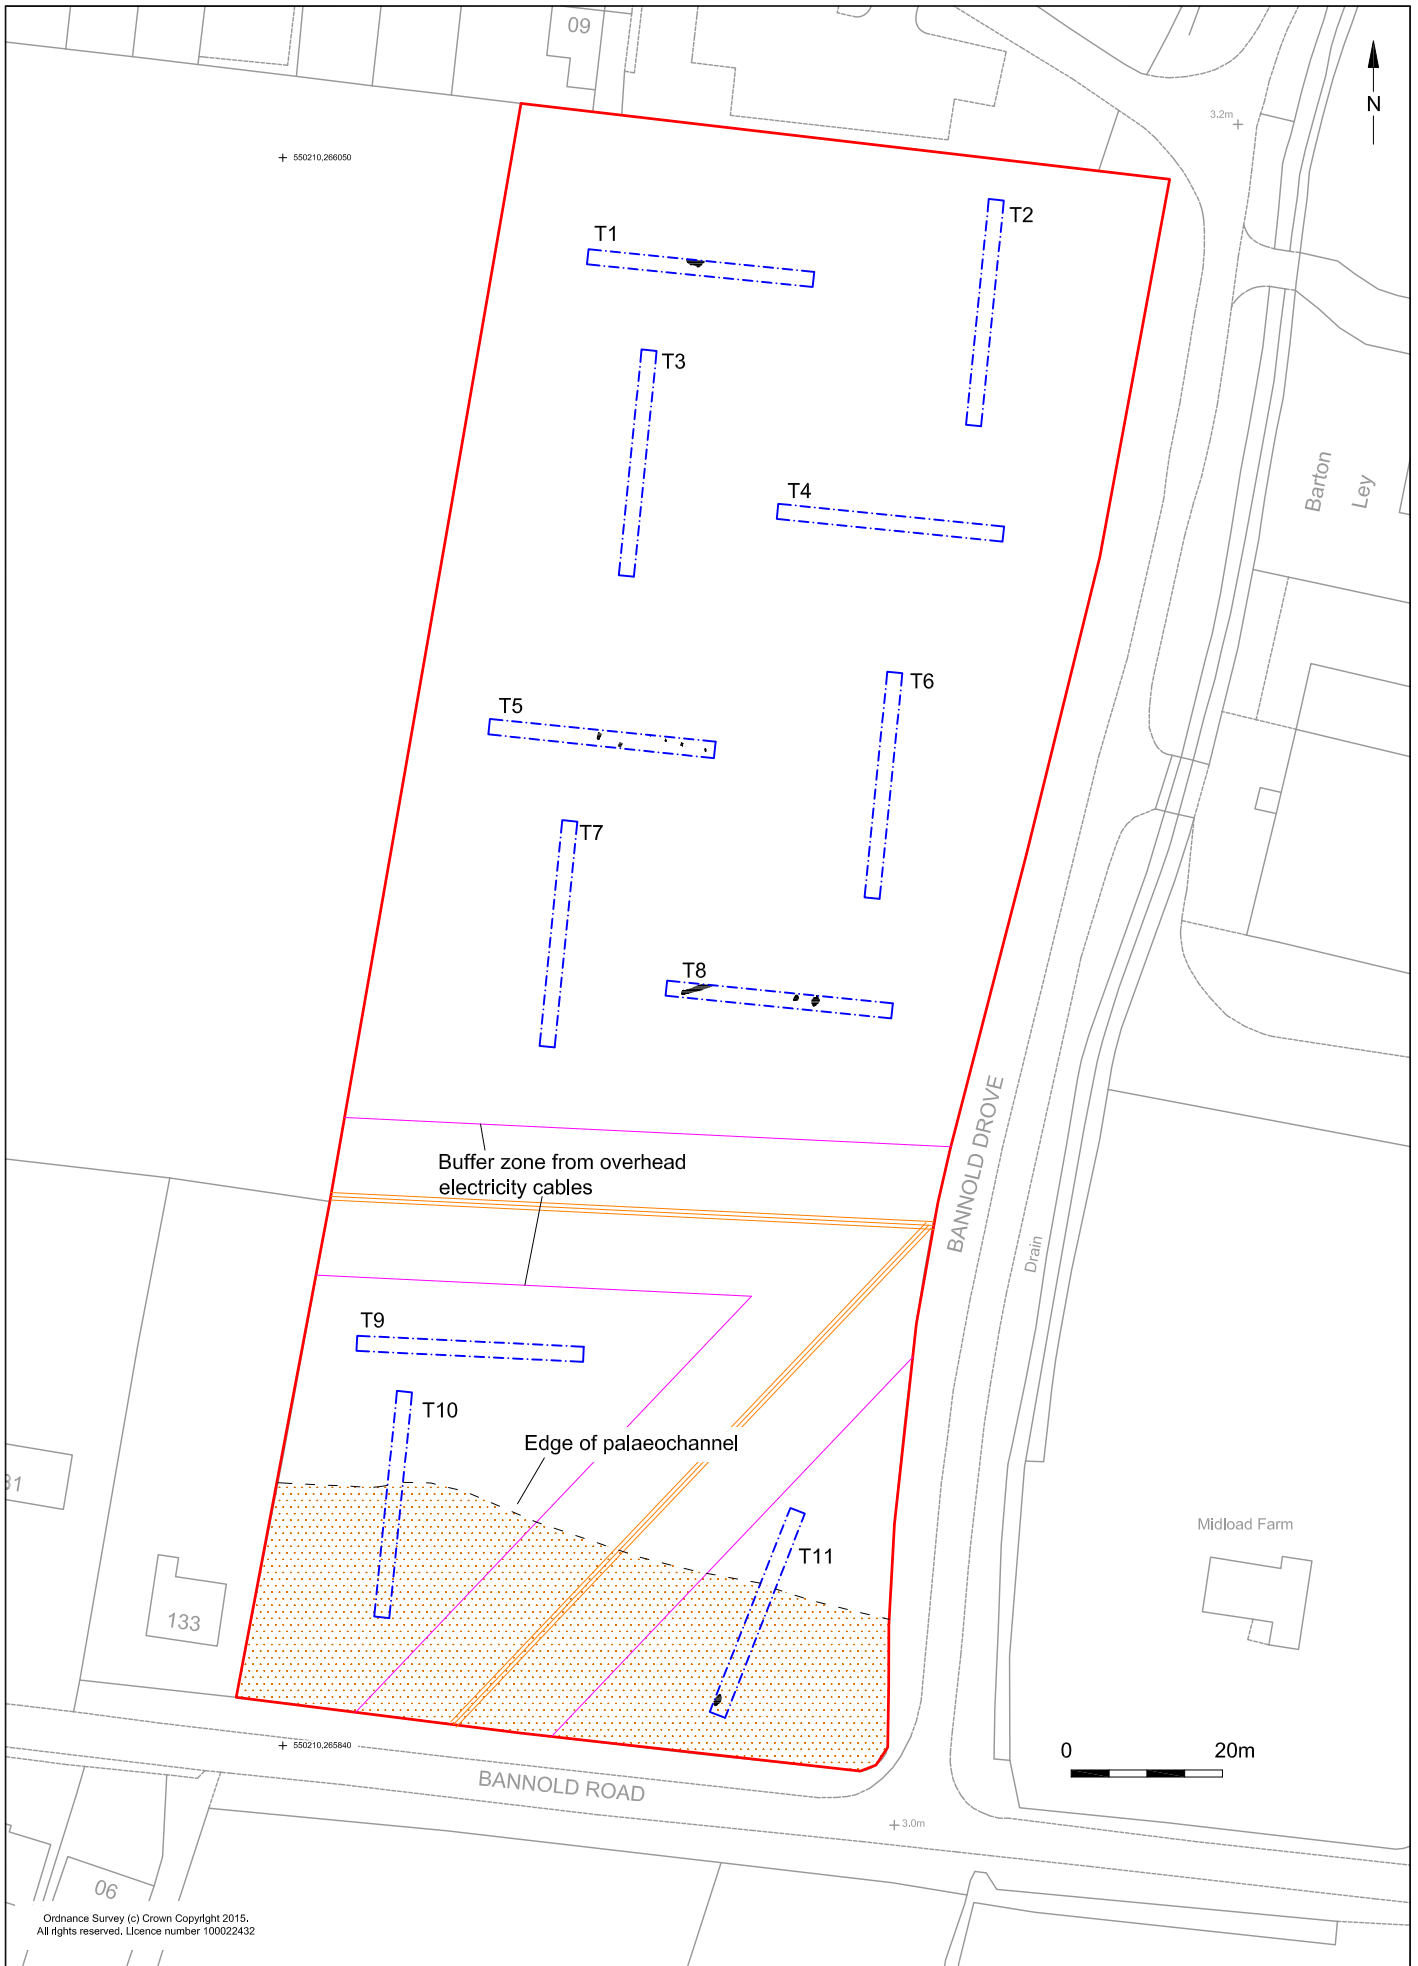 09
N
3.2m
550210,266050
T2
T1
T3
Barton
Ley
T4
T6
T5
T7
T8
BANNOLD DROVE
Buffer zone from overhead
electricity cables
Drain
T9
T10
Edge of palaeochannel
31
Midload Farm
T11
133
550210,265840
0 20m
BANNOLD ROAD
3.0m
06
Ordnance Survey (c) Crown Copyright 2015.
All rights reserved. Licence number 100022432